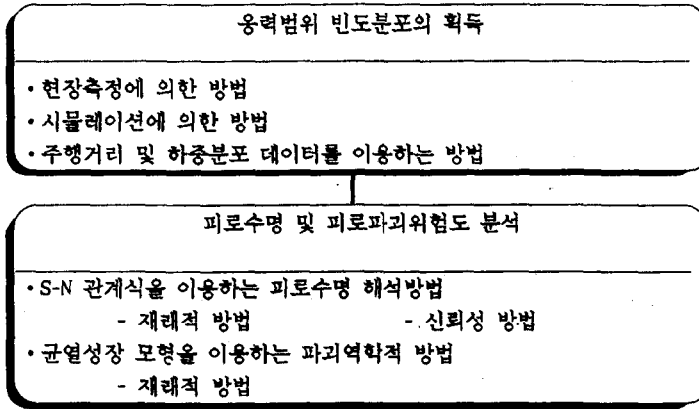 응력범위 빈도분포의 획득
• 현장측정에 의한 방법
• 시뮬레이션에 의한 방법
• 주행거리 및 하중분포 데이터를 이용하는 방법
피로수명 및 피로파괴위험도 분석
• S-N 관계식을 이용하는 피로수명 해석방법
- 재래적 방법 - 신뢰성 방법
• 균열성장 모형을 이용하는 파괴역학적 방법
- 재래적 방법